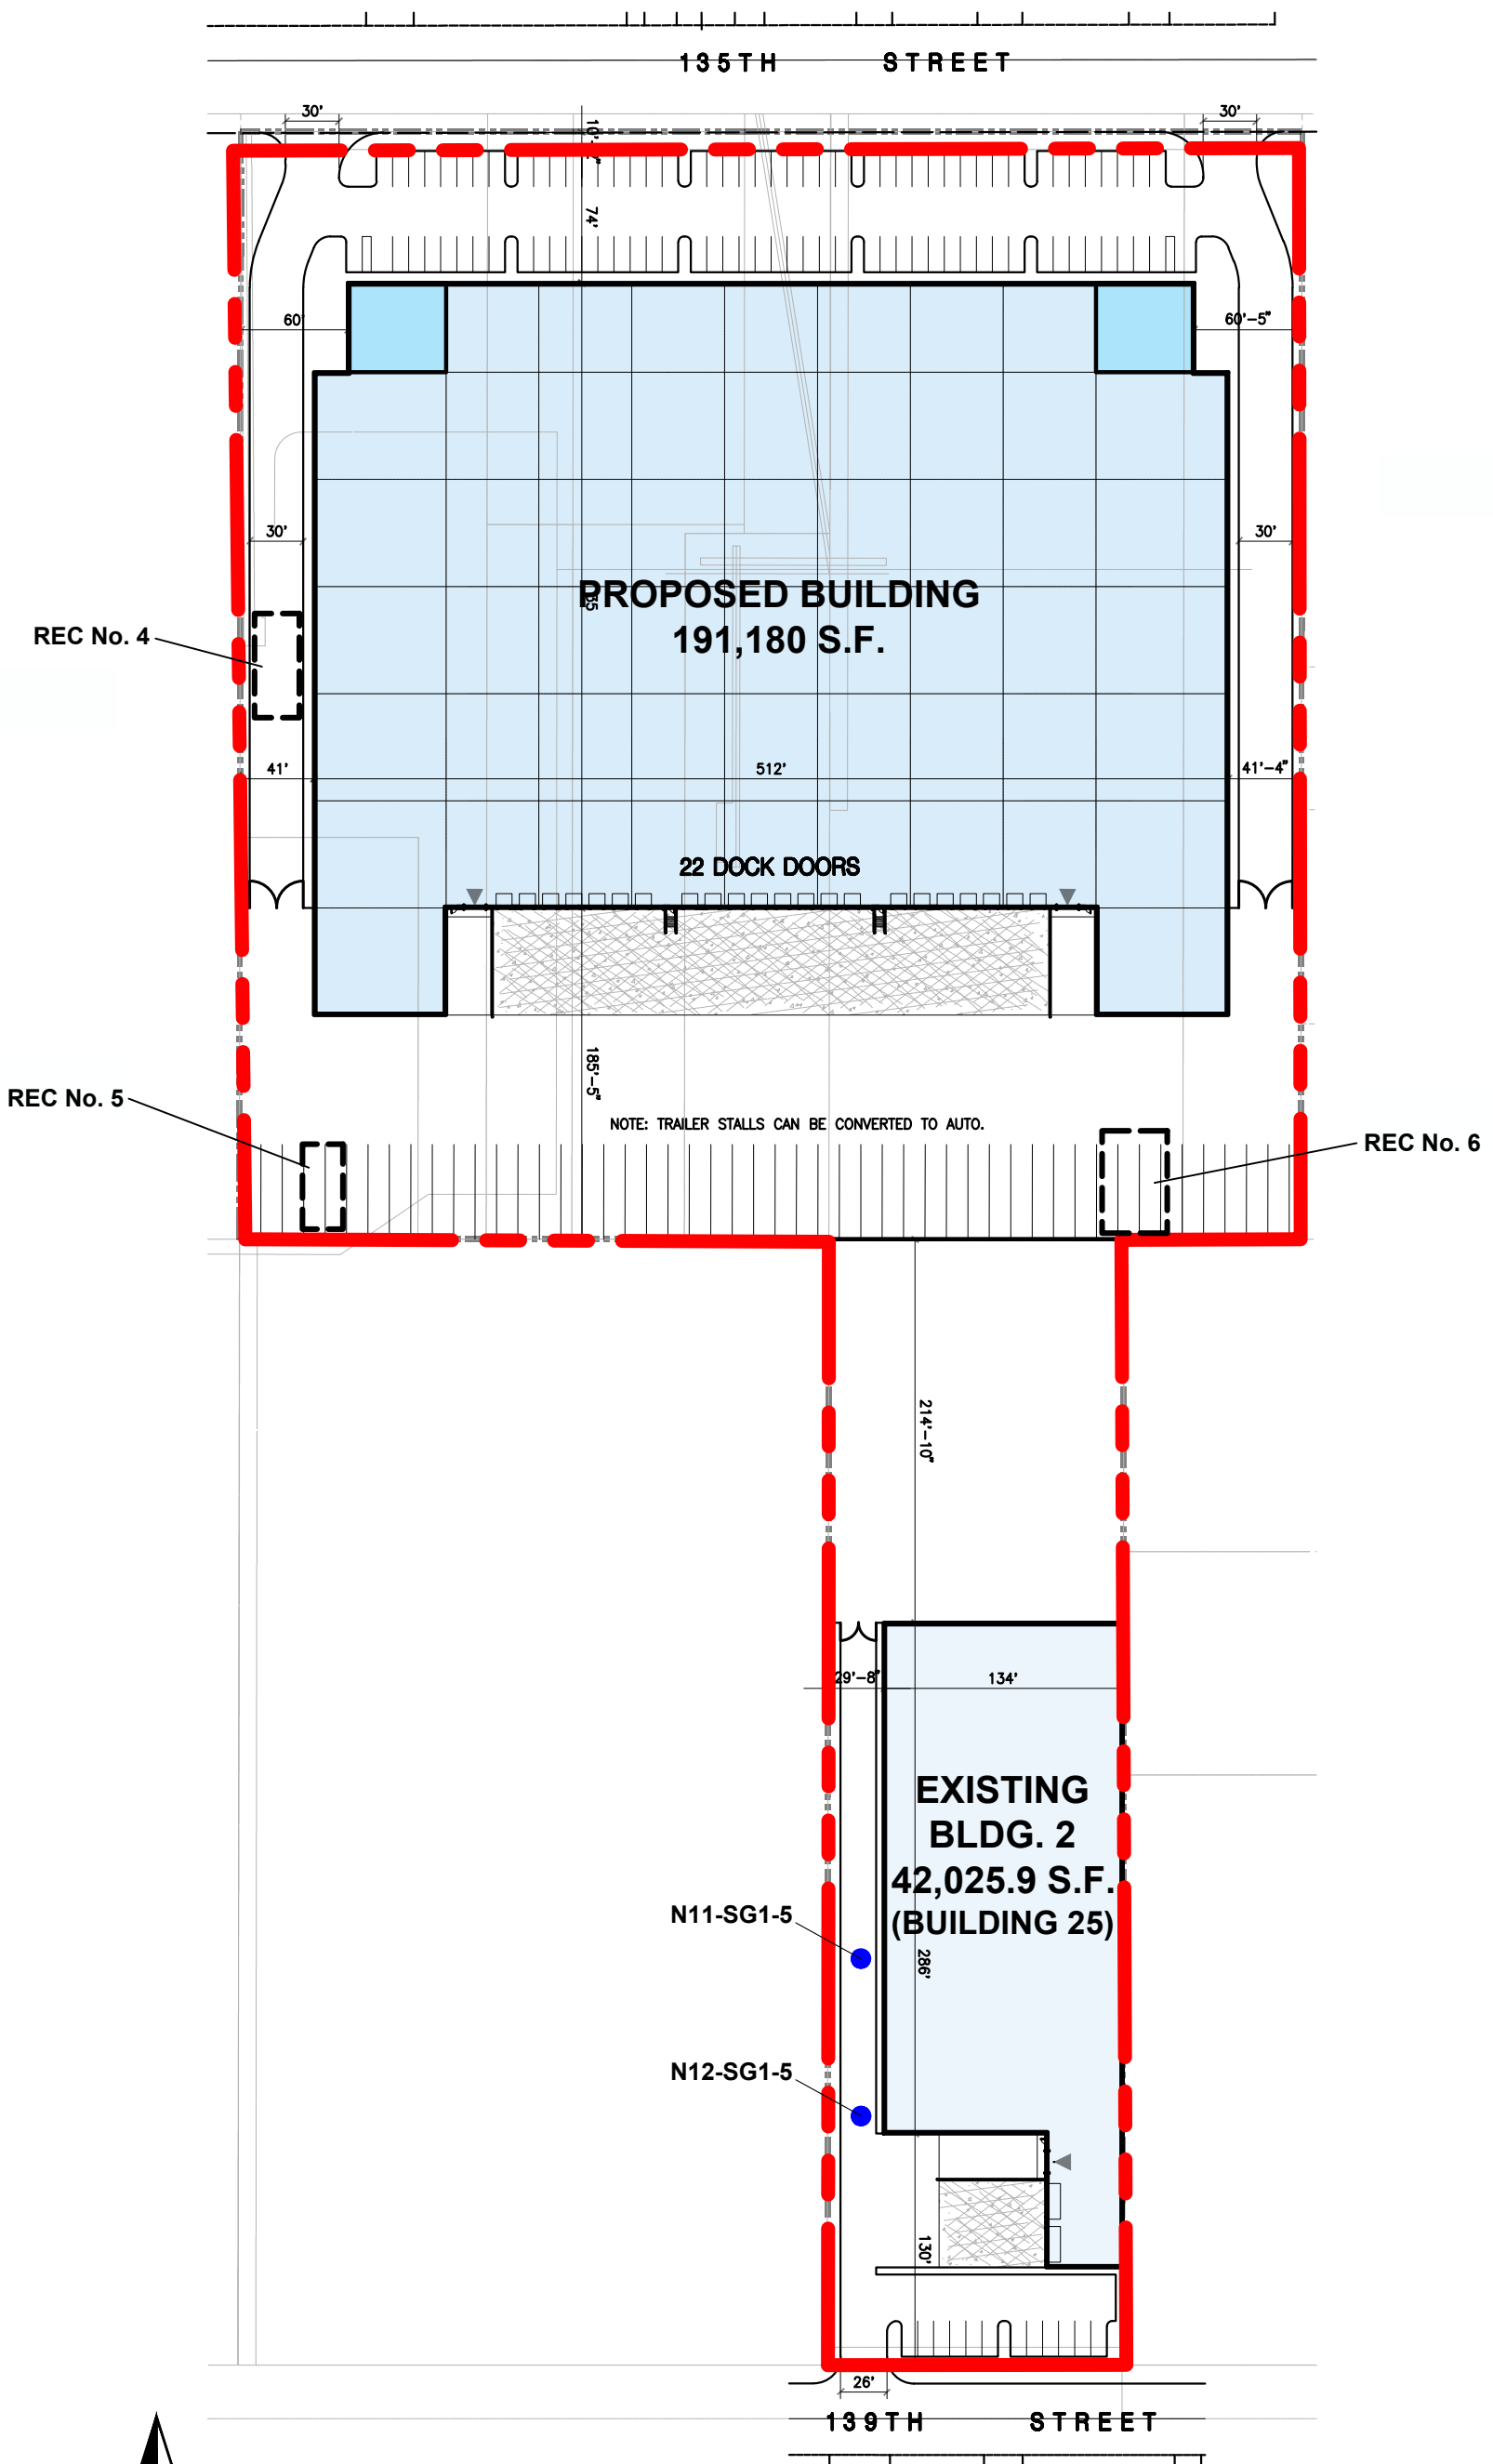 135TH STREET
30'
30'
74'
60'
60'-5"
30'
30'
PROPOSED BUILDING
191,180 S.F.
REC No. 4
41'
512'
41'-4"
22 DOCK DOORS
185'-5"
REC No. 5
NOTE: TRAILER STALLS CAN BE CONVERTED TO AUTO.
REC No. 6
214'-10"
29'-8"
134'
EXISTING
BLDG. 2
42,025.9 S.F.
(BUILDING 25)
N11-SG1-5
286'
N12-SG1-5
130'
26'
139TH STREET